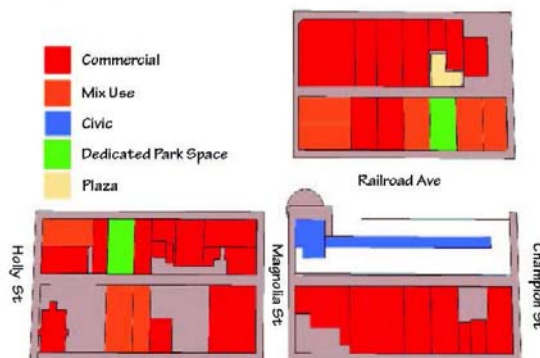 Commercial
Mix Use
Civic
Dedicated Park Space
Plaza
Railroad Ave
Holly St
Magnolia St
Champion St